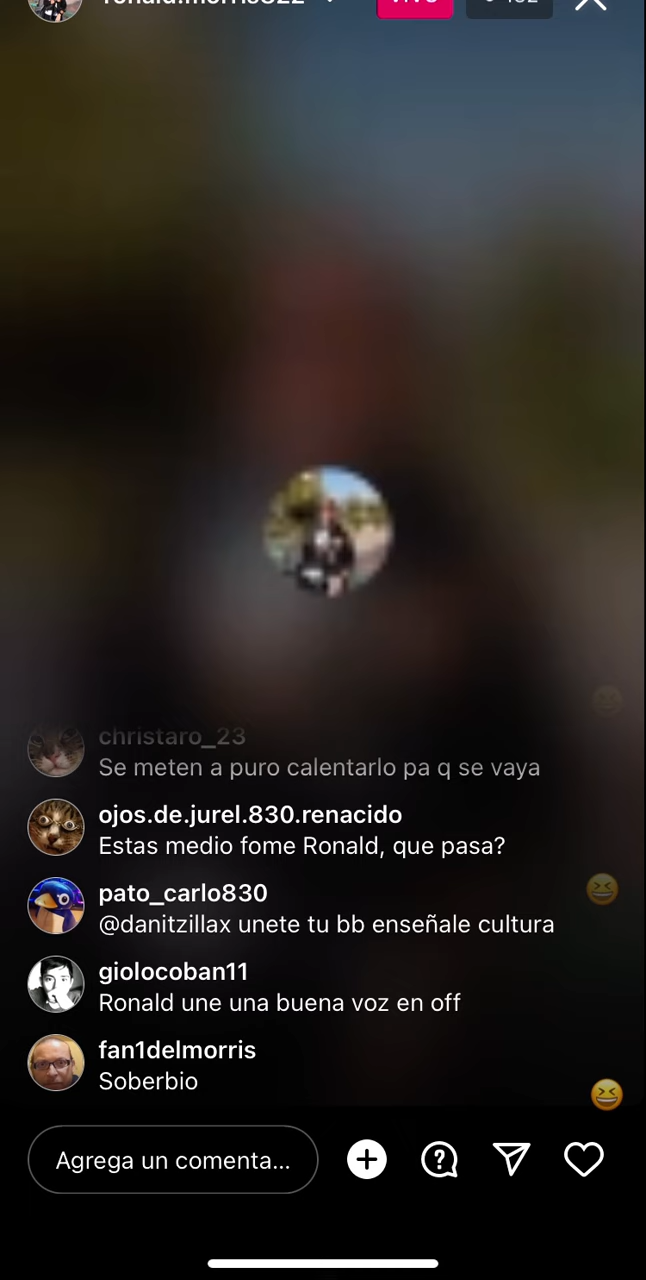 christaro_23
Se meten a puro calentarlo pa q se vaya
ojos.de.jurel.830.renacido
Estas medio fome Ronald, que pasa?
pato_carlo830
@danitzillax unete tu bb enseñale cultura
giolocoban11
Ronald une una buena voz en off
fan1delmorris
Soberbio
Agrega un comenta...